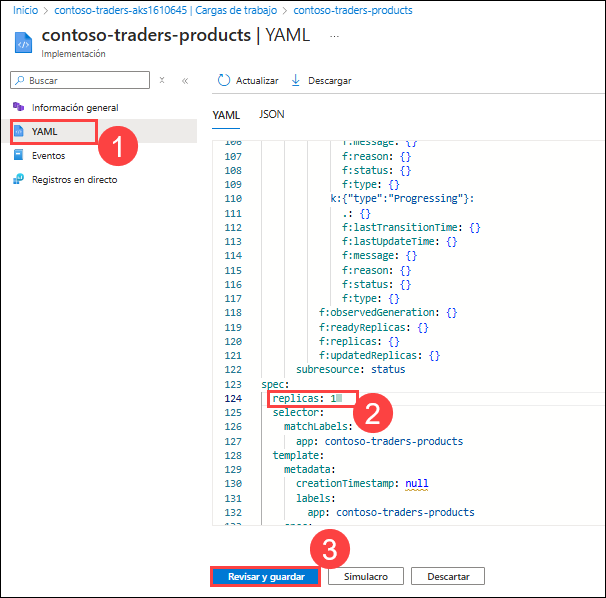 Inicio > contoso-traders-aks1610645 | Cargas de trabajo > contoso-traders-products >
contoso-traders-products | YAML ...
Implementación
Buscar
Actualizar Descargar
Información general
YAML
1
Eventos
Registros en directo
YAML JSON
106 f:message: {}
107 f:reason: {}
108 f:status: {}
109 f:type: {}
110 k:{"type":"Progressing"}:
111 .: {}
112 f:lastTransitionTime: {}
113 f:lastUpdateTime: {}
114 f:message: {}
115 f:reason: {}
116 f:status: {}
117 f:type: {}
118 f:observedGeneration: {}
119 f:readyReplicas: {}
120 f:replicas: {}
121 f:updatedReplicas: {}
122 subresource: status
123 spec:
124 replicas: 1
2
125 selector:
126 matchLabels:
127 app: contoso-traders-products
128 template:
129 metadata:
130 creationTimestamp: null
131 labels:
132 app: contoso-traders-products
3
Revisar y guardar Simulacro Descartar